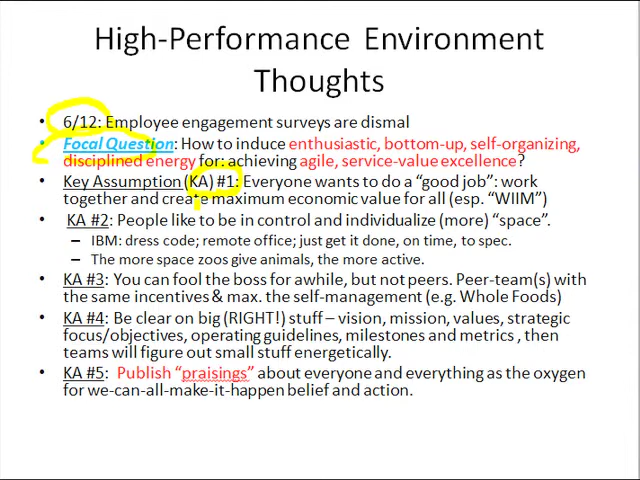 High-Performance Environment
Thoughts
• 6/12: Employee engagement surveys are dismal
• Focal Question: How to induce enthusiastic, bottom-up, self-organizing,
disciplined energy for: achieving agile, service-value excellence?
• Key Assumption (KA) #1: Everyone wants to do a "good job": work
together and create maximum economic value for all (esp. "WIIM")
• KA #2: People like to be in control and individualize (more) "space".
– IBM: dress code; remote office; just get it done, on time, to spec.
– The more space zoos give animals, the more active.
• KA #3: You can fool the boss for awhile, but not peers. Peer-team(s) with
the same incentives & max. the self-management (e.g. Whole Foods)
• KA #4: Be clear on big (RIGHT!) stuff – vision, mission, values, strategic
focus/objectives, operating guidelines, milestones and metrics , then
teams will figure out small stuff energetically.
• KA #5: Publish "praisings" about everyone and everything as the oxygen
for we-can-all-make-it-happen belief and action.